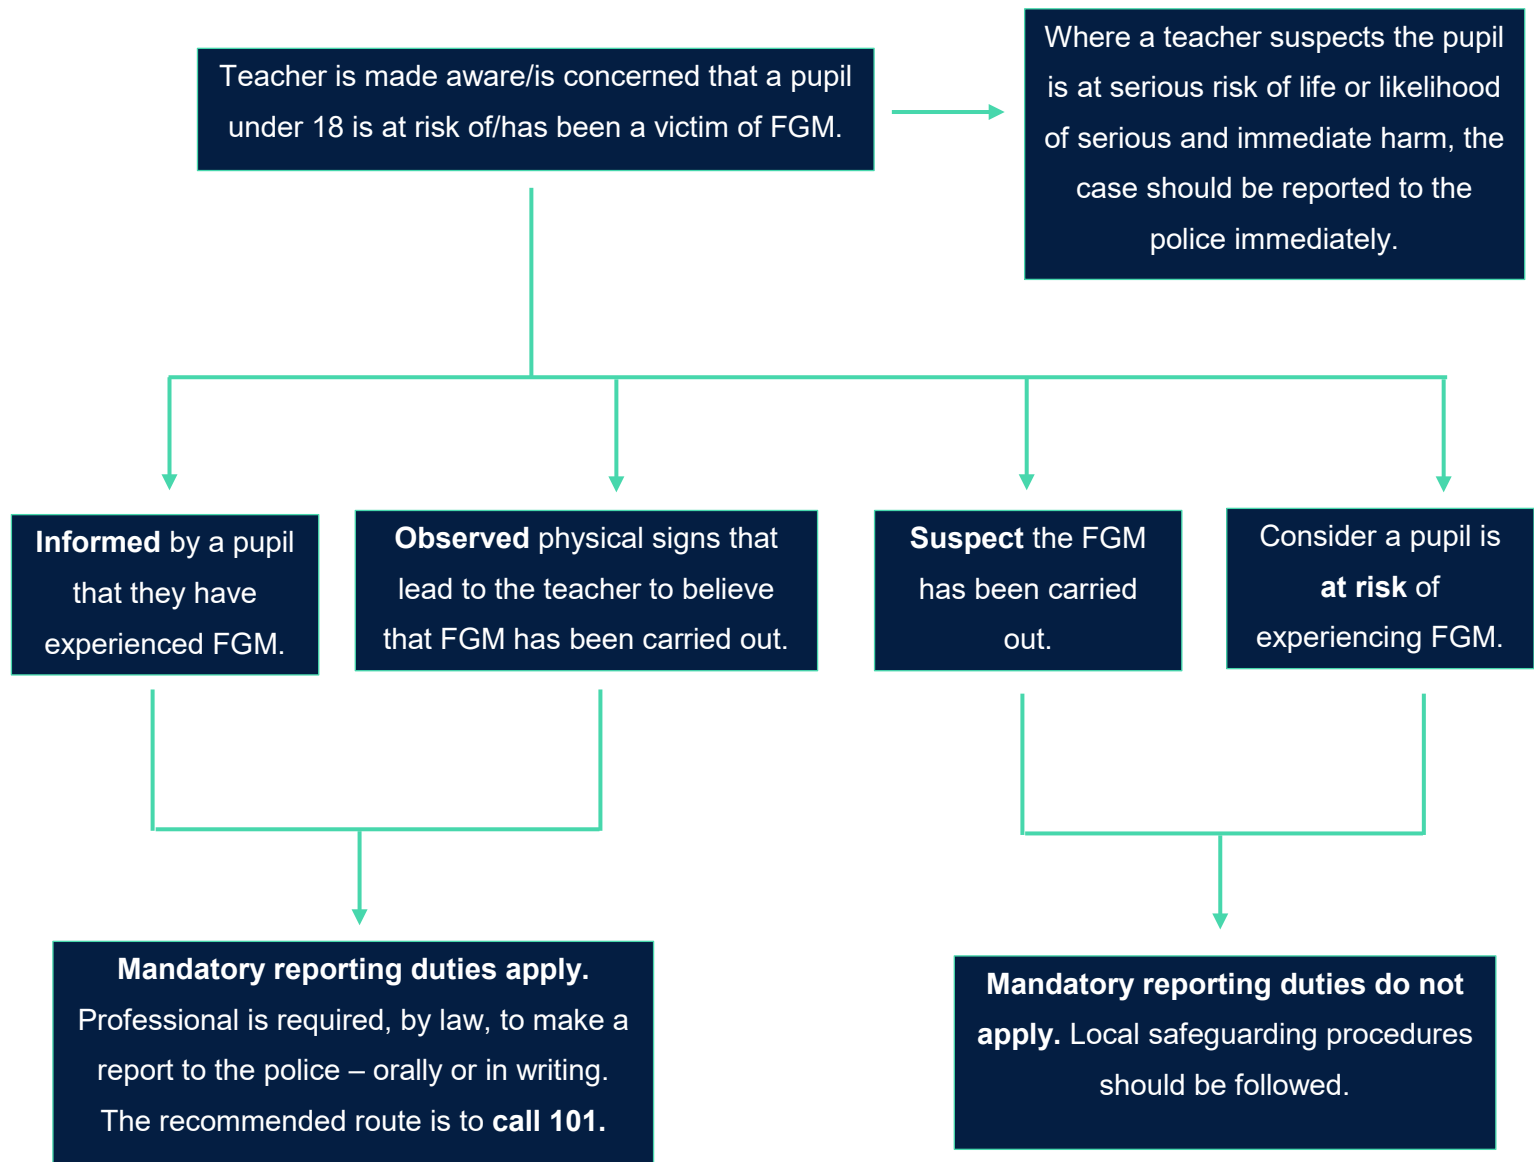 Teacher is made aware/is concerned that a pupil
under 18 is at risk of/has been a victim of FGM.
Where a teacher suspects the pupil
is at serious risk of life or likelihood
of serious and immediate harm, the
case should be reported to the
police immediately.
Informed by a pupil
that they have
experienced FGM.
Observed physical signs that
lead to the teacher to believe
that FGM has been carried out.
Suspect the FGM
has been carried
out.
Consider a pupil is
at risk of
experiencing FGM.
Mandatory reporting duties apply.
Professional is required, by law, to make a
report to the police – orally or in writing.
The recommended route is to call 101.
Mandatory reporting duties do not
apply. Local safeguarding procedures
should be followed.